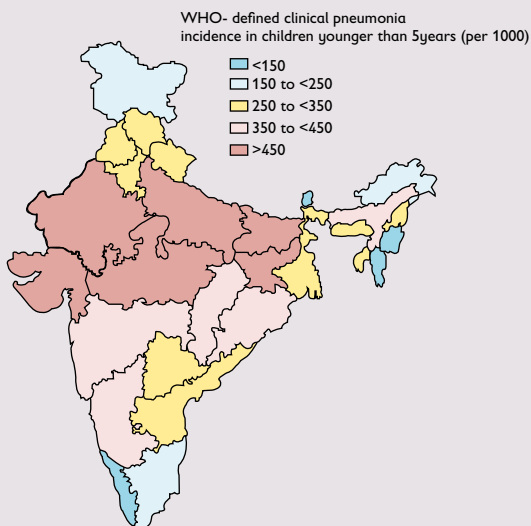 WHO- defined clinical pneumonia
incidence in children younger than 5years (per 1000)
<150
150 to <250
250 to <350
350 to <450
>450